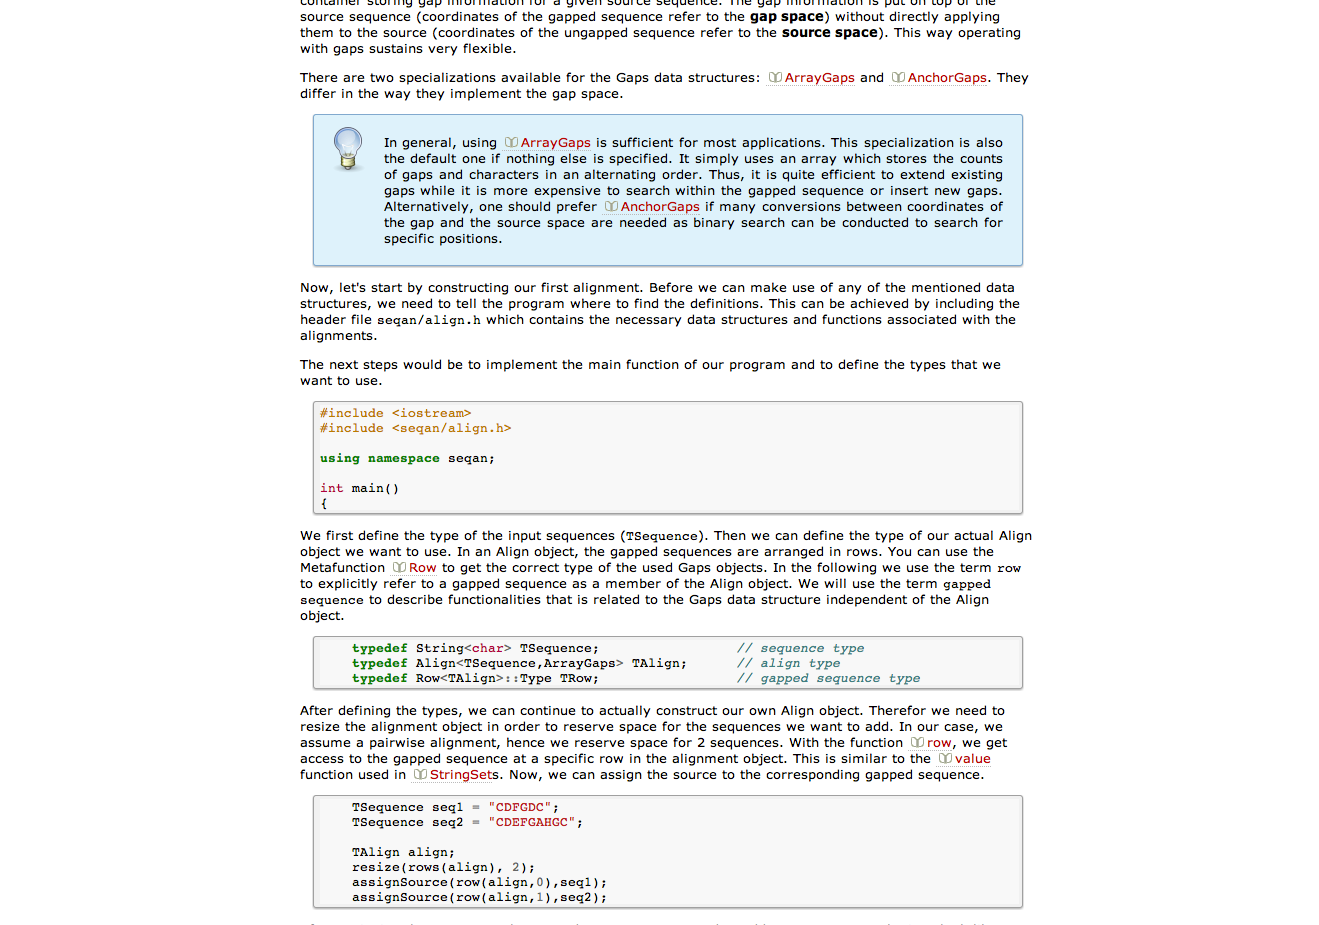 container storing gap information for a given source sequence. The gap information is put on top of the
source sequence (coordinates of the gapped sequence refer to the gap space) without directly applying
them to the source (coordinates of the ungapped sequence refer to the source space). This way operating
with gaps sustains very flexible.
There are two specializations available for the Gaps data structures: ArrayGaps and AnchorGaps. They
differ in the way they implement the gap space.
In general, using ArrayGaps is sufficient for most applications. This specialization is also
the default one if nothing else is specified. It simply uses an array which stores the counts
of gaps and characters in an alternating order. Thus, it is quite efficient to extend existing
gaps while it is more expensive to search within the gapped sequence or insert new gaps.
Alternatively, one should prefer AnchorGaps if many conversions between coordinates of
the gap and the source space are needed as binary search can be conducted to search for
specific positions.
Now, let's start by constructing our first alignment. Before we can make use of any of the mentioned data
structures, we need to tell the program where to find the definitions. This can be achieved by including the
header file seqan/align.h which contains the necessary data structures and functions associated with the
alignments.
The next steps would be to implement the main function of our program and to define the types that we
want to use.
#include <iostream>
#include <seqan/align.h>
using namespace seqan;
int main()
{
We first define the type of the input sequences (TSequence). Then we can define the type of our actual Align
object we want to use. In an Align object, the gapped sequences are arranged in rows. You can use the
Metafunction Row to get the correct type of the used Gaps objects. In the following we use the term row
to explicitly refer to a gapped sequence as a member of the Align object. We will use the term gapped
sequence to describe functionalities that is related to the Gaps data structure independent of the Align
object.
typedef String<char> TSequence; // sequence type
typedef Align<TSequence,ArrayGaps> TAlign; // align type
typedef Row<TAlign>::Type TRow; // gapped sequence type
After defining the types, we can continue to actually construct our own Align object. Therefor we need to
resize the alignment object in order to reserve space for the sequences we want to add. In our case, we
assume a pairwise alignment, hence we reserve space for 2 sequences. With the function row, we get
access to the gapped sequence at a specific row in the alignment object. This is similar to the value
function used in StringSets. Now, we can assign the source to the corresponding gapped sequence.
TSequence seq1 = "CDFGDC";
TSequence seq2 = "CDEFGAHGC";
TAlign align;
resize(rows(align), 2);
assignSource(row(align,0),seq1);
assignSource(row(align,1),seq2);